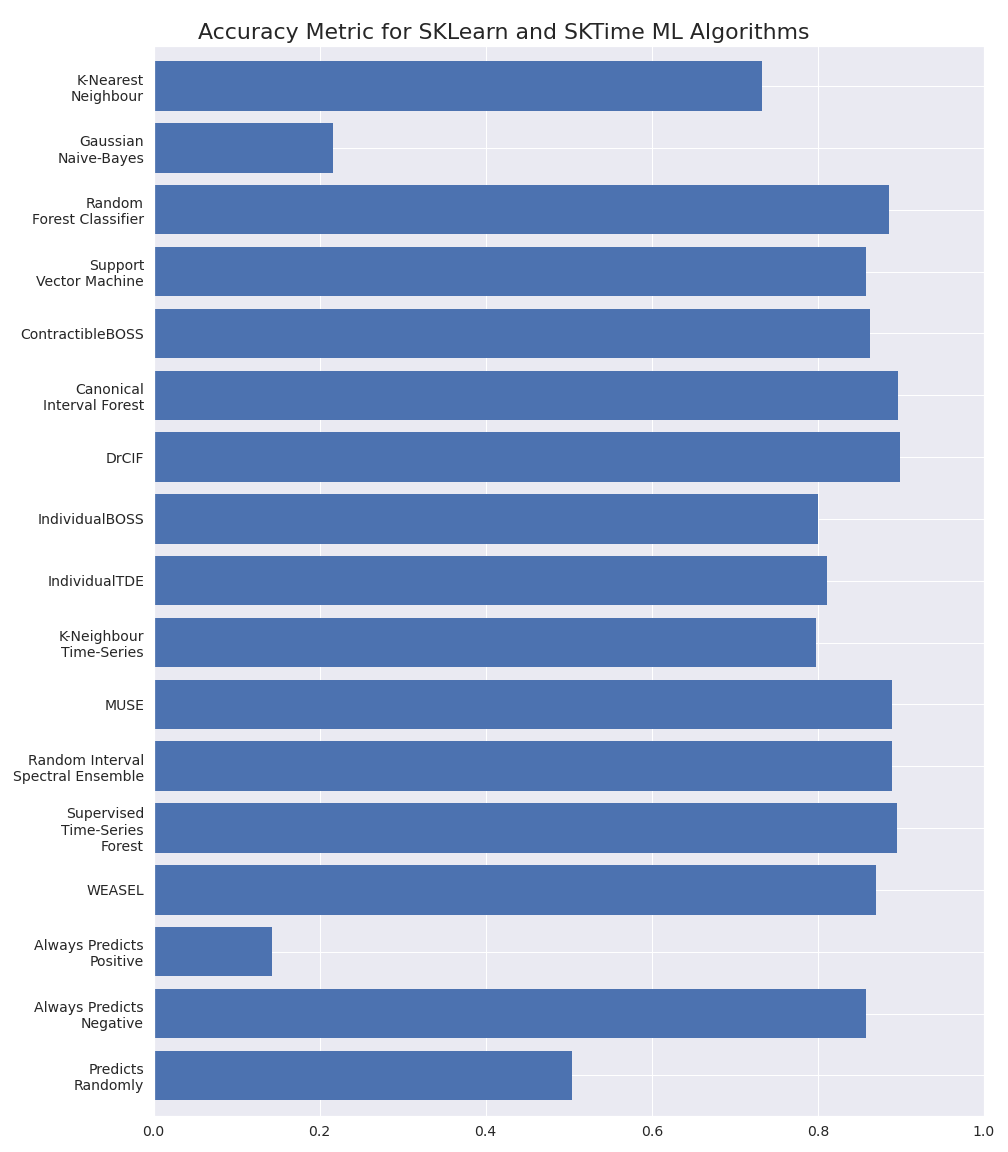 Accuracy Metric for SKLearn and SKTime ML Algorithms
K-Nearest
Neighbour
Gaussian
Naive-Bayes
Random
Forest Classifier
Support
Vector Machine
ContractibleBOSS
Canonical
Interval Forest
DrCIF
IndividualBOSS
IndividualTDE
K-Neighbour
Time-Series
MUSE
Random Interval
Spectral Ensemble
Supervised
Time-Series
Forest
WEASEL
Always Predicts
Positive
Always Predicts
Negative
Predicts
Randomly
0.0 0.2 0.4 0.6 0.8 1.0